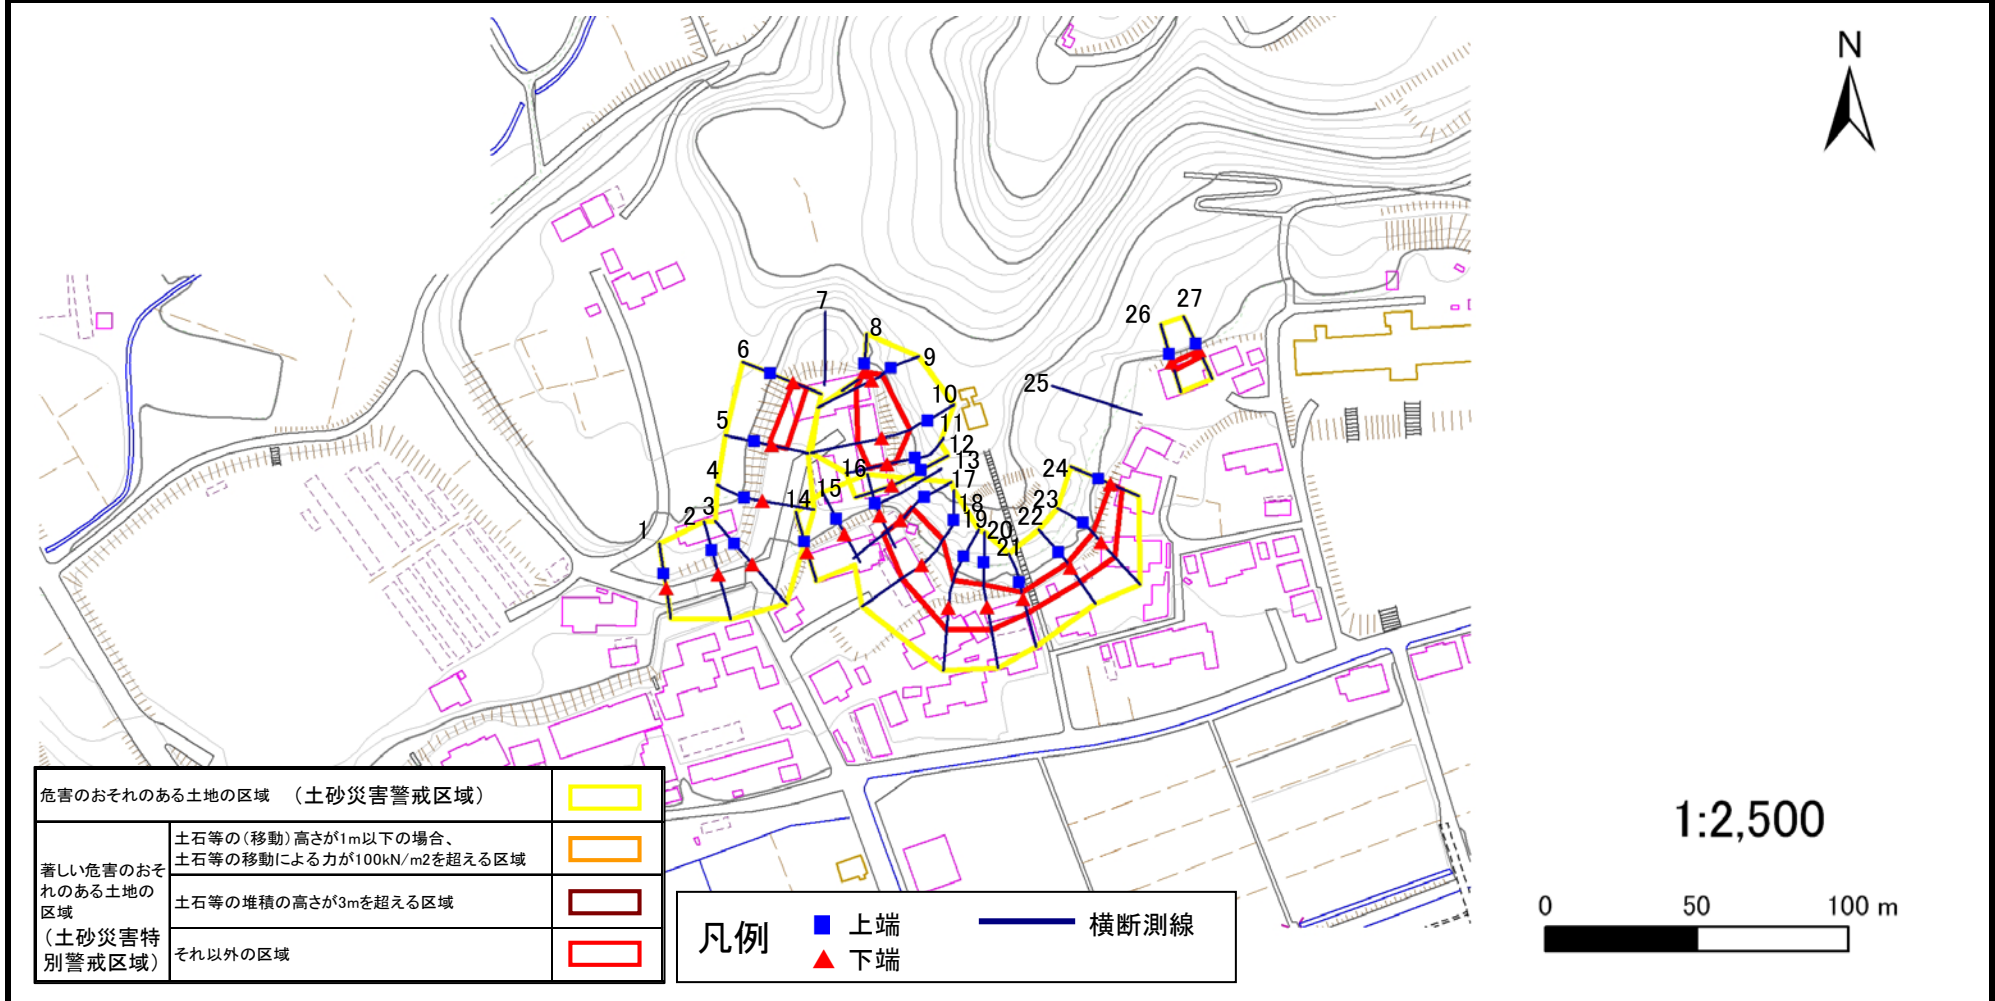 N
7
8
6
9
26
27
25
10
5
11
12
13
4
16
15
17
24
14
3
2
1
18
19
20
21
22
23
危害のおそれのある土地の区域 （土砂災害警戒区域）
著しい危害のおそ
れのある土地の
区域
（土砂災害特
別警戒区域）
土石等の（移動）高さが1m以下の場合、
土石等の移動による力が100kN/m2を超える区域
土石等の堆積の高さが3mを超える区域
それ以外の区域
凡例
上端
下端
横断測線
1:2,500
0 50 100 m